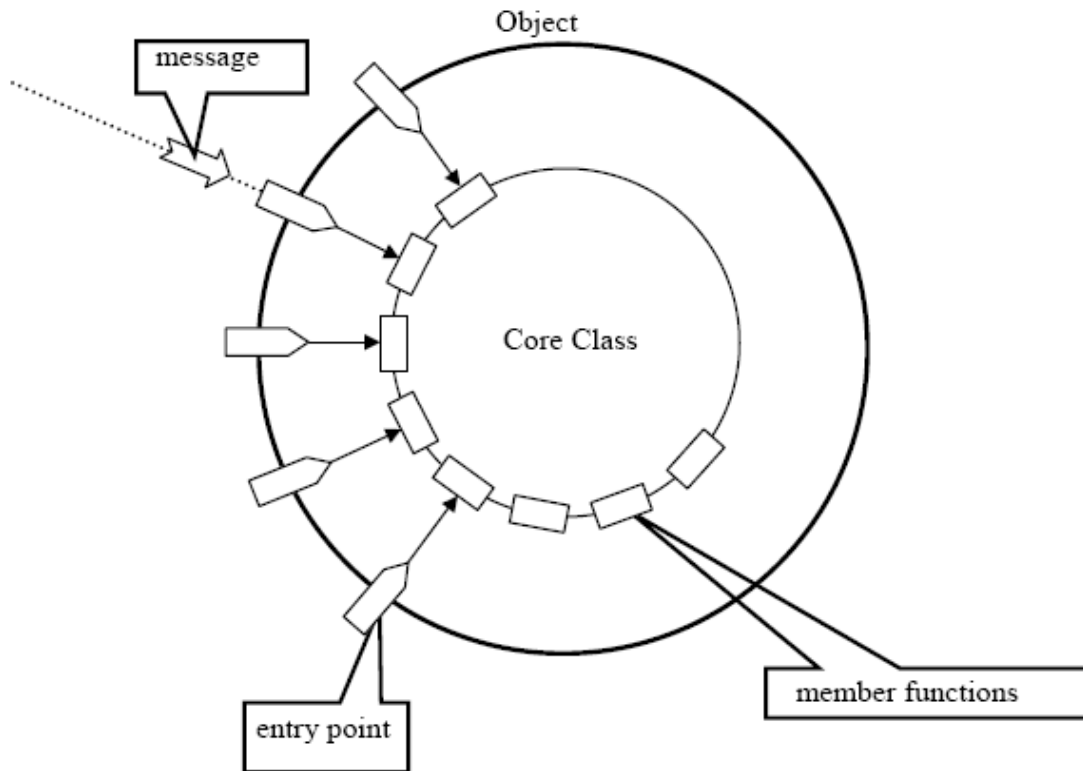 Object
message
Core Class
member functions
entry point